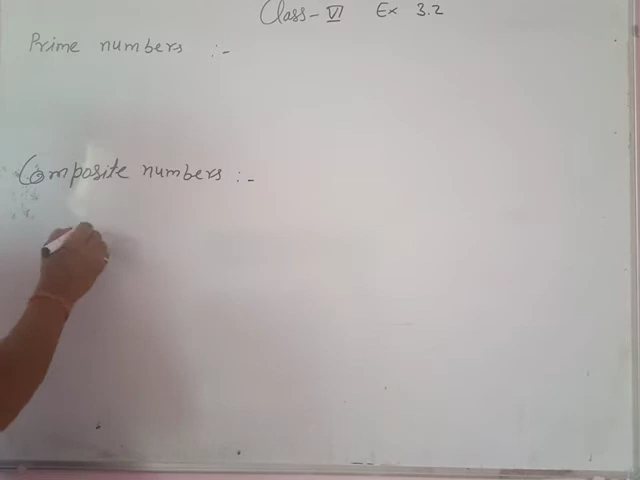 Class - VI Ex 3.2
Prime numbers :-
Composite numbers :-